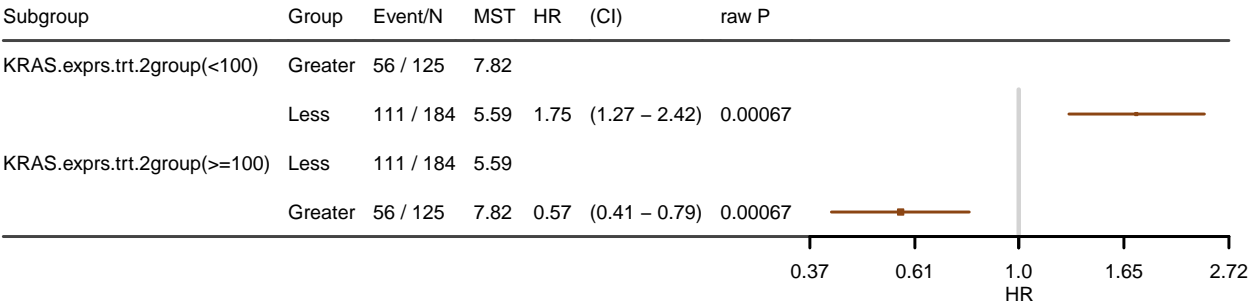 Subgroup Group Event/N MST HR (CI) raw P
KRAS.exprs.trt.2group(<100) Greater 56 / 125 7.82
Less 111 / 184 5.59 1.75 (1.27 − 2.42) 0.00067
KRAS.exprs.trt.2group(>=100) Less 111 / 184 5.59
Greater 56 / 125 7.82 0.57 (0.41 − 0.79) 0.00067
0.37 0.61 1.0 1.65 2.72
HR